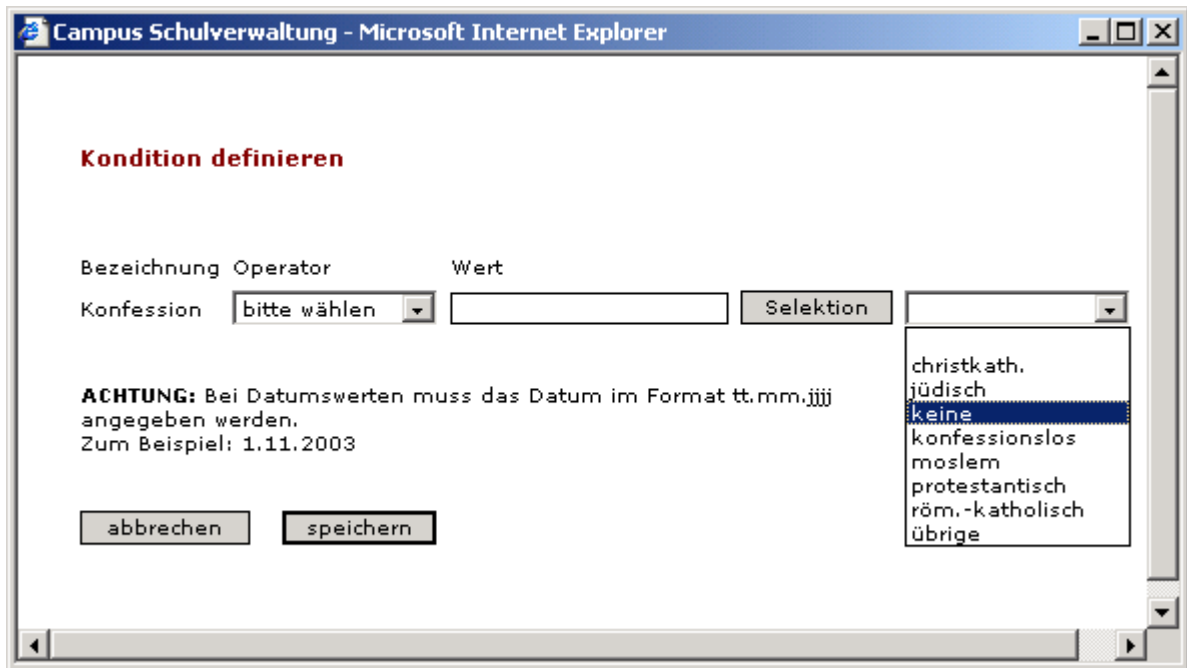 Campus Schulverwaltung - Microsoft Internet Explorer
Kondition definieren
Bezeichnung Operator Wert
Konfession bitte wählen Selektion
christkath.
jüdisch
keine
konfessionslos
moslem
protestantisch
röm.-katholisch
übrige
ACHTUNG: Bei Datumswerten muss das Datum im Format tt.mm.jjjj
angegeben werden.
Zum Beispiel: 1.11.2003
abbrechen speichern